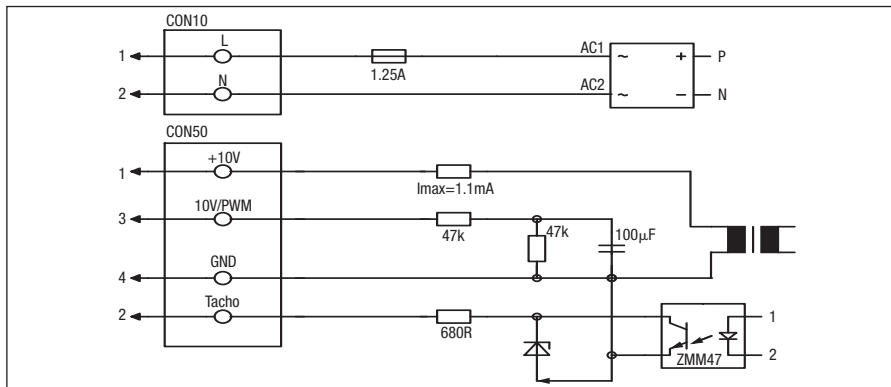 CON10
L
1
1.25A
AC1
~ + P
N
2
AC2
~ − N
CON50
+10V
1
Imax=1.1mA
10V/PWM
3
47k
47k
100µF
GND
4
Tacho
2
680R
1
ZMM47
2